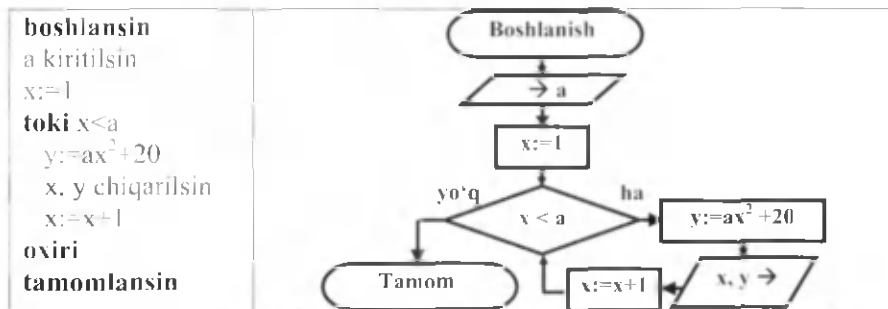 boshlansin
a kiritilsin
x:=1
toki x<a
y:=ax²+20
x, y chiqarilsin
x:=x+1
oxiri
tamomlansin
Boshlanish
→ a
x:=1
yo‘q
ha
x < a
y:=ax² +20
Tamom
x:=x+1
x, y →